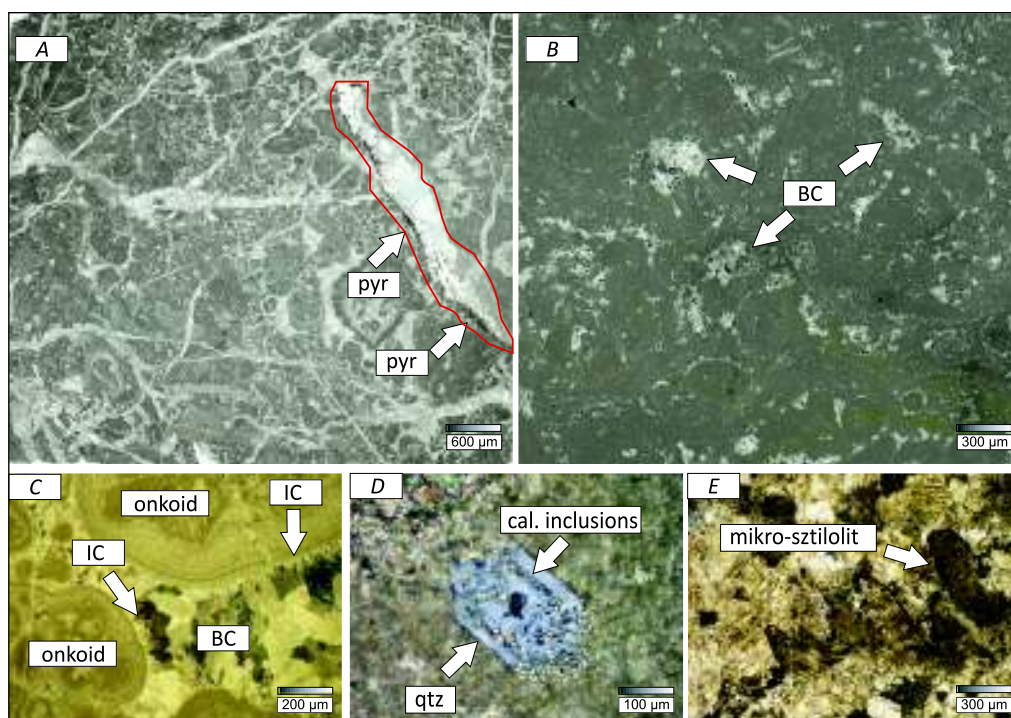 A
B
BC
pyr
pyr
600 µm
300 µm
C
IC
onkoid
IC
onkoid
BC
200 µm
D
cal. inclusions
qtz
100 µm
E
mikro-sztilolit
300 µm